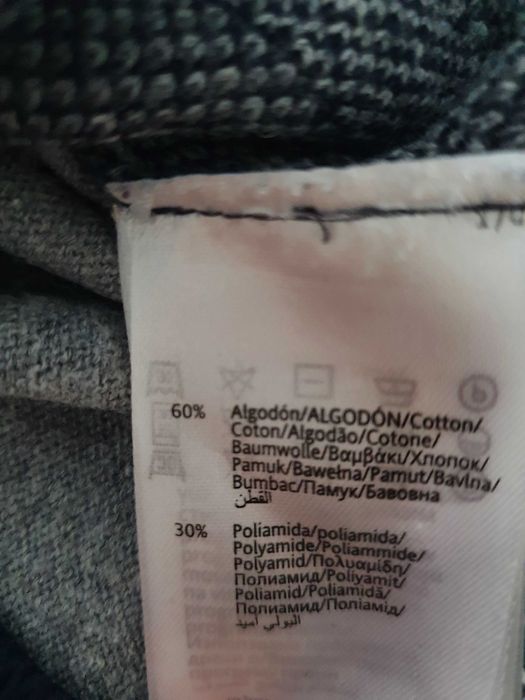 60% Algodón/ALGODÓN/Cotton/
Coton/Algodão/Cotone/
Baumwolle/Βαμβάκι/Хлопок/
Pamuk/Bawełna/Pamut/Bavlna/
Bumbac/Памук/Бавовна
القطن
30% Poliamida/poliamida/
Polyamide/Poliammide/
Polyamid/Πολυαμίδη/
Полиамид/Poliyamit/
Poliamid/Poliamidă/
Полиамид/Поліамід/
البولي أميد